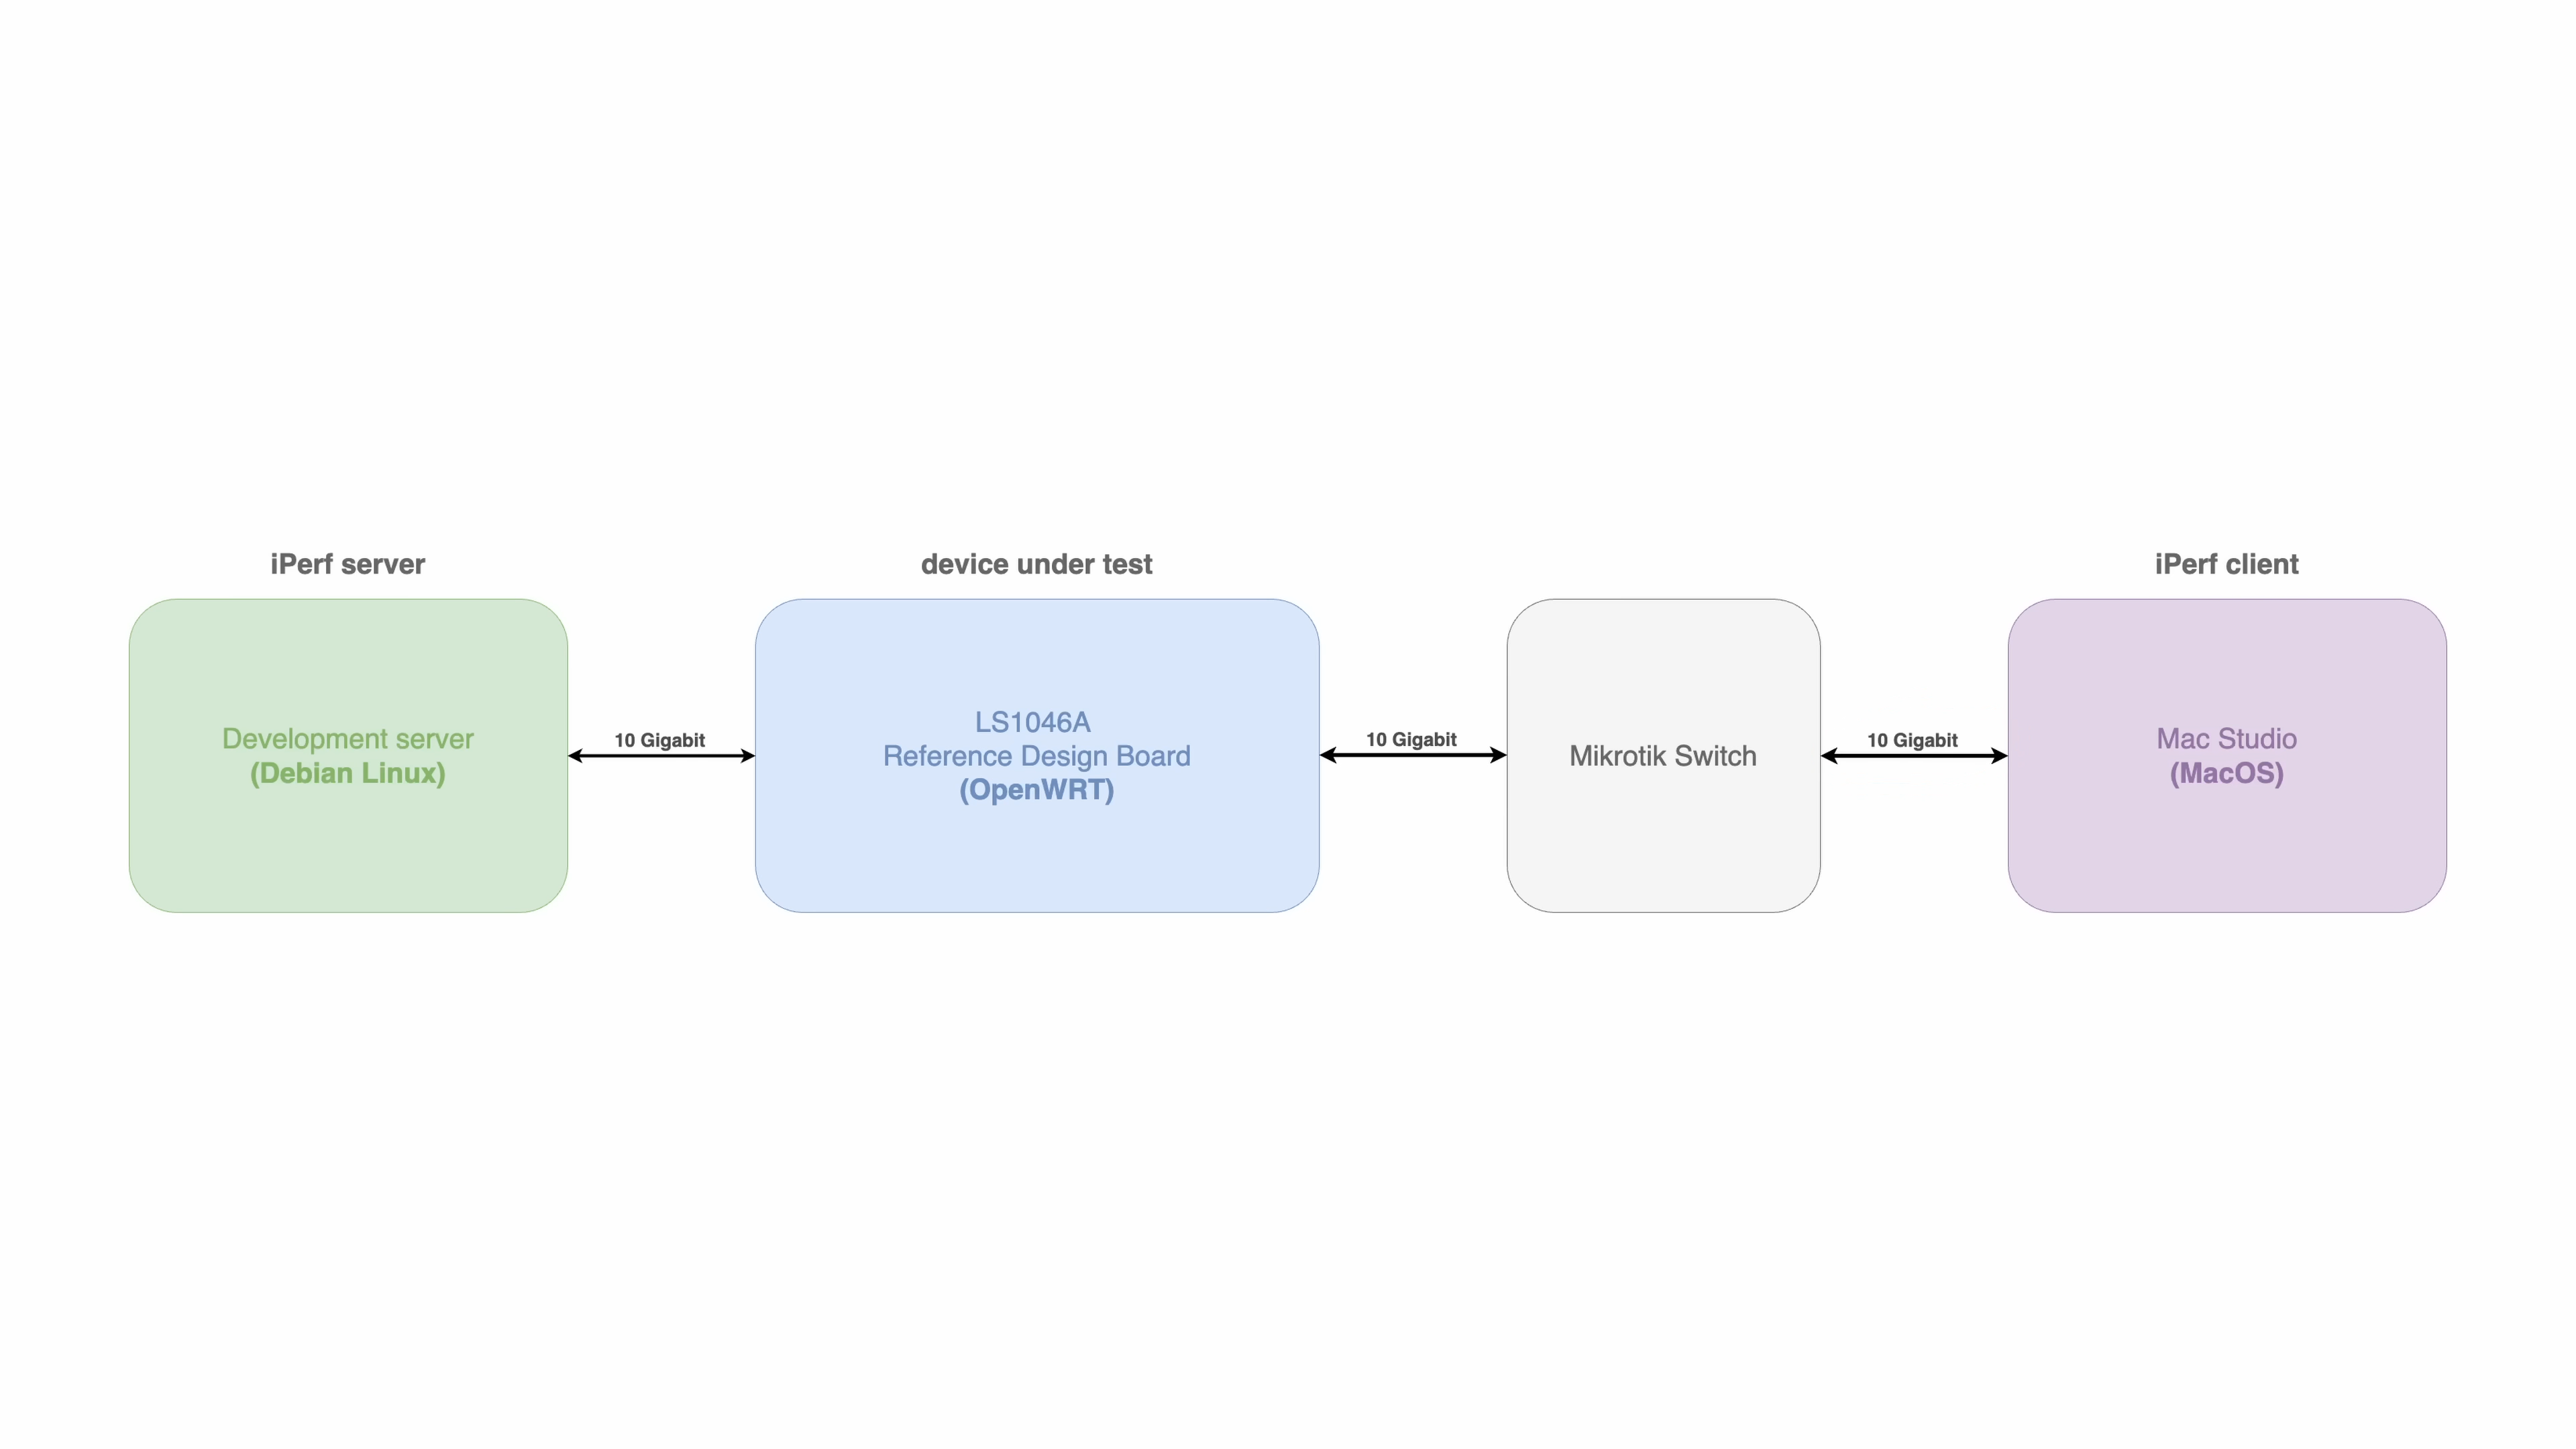 iPerf server
device under test
iPerf client
Development server
(Debian Linux)
10 Gigabit
LS1046A
Reference Design Board
(OpenWRT)
10 Gigabit
Mikrotik Switch
10 Gigabit
Mac Studio
(MacOS)